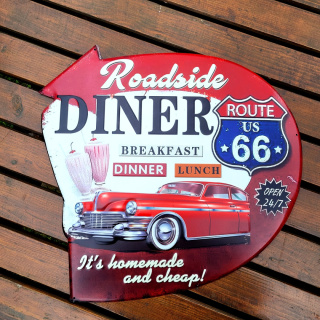 Roadside
DINER
ROUTE
US
66
BREAKFAST
DINNER LUNCH
OPEN
24/7
It's homemade
and cheap!